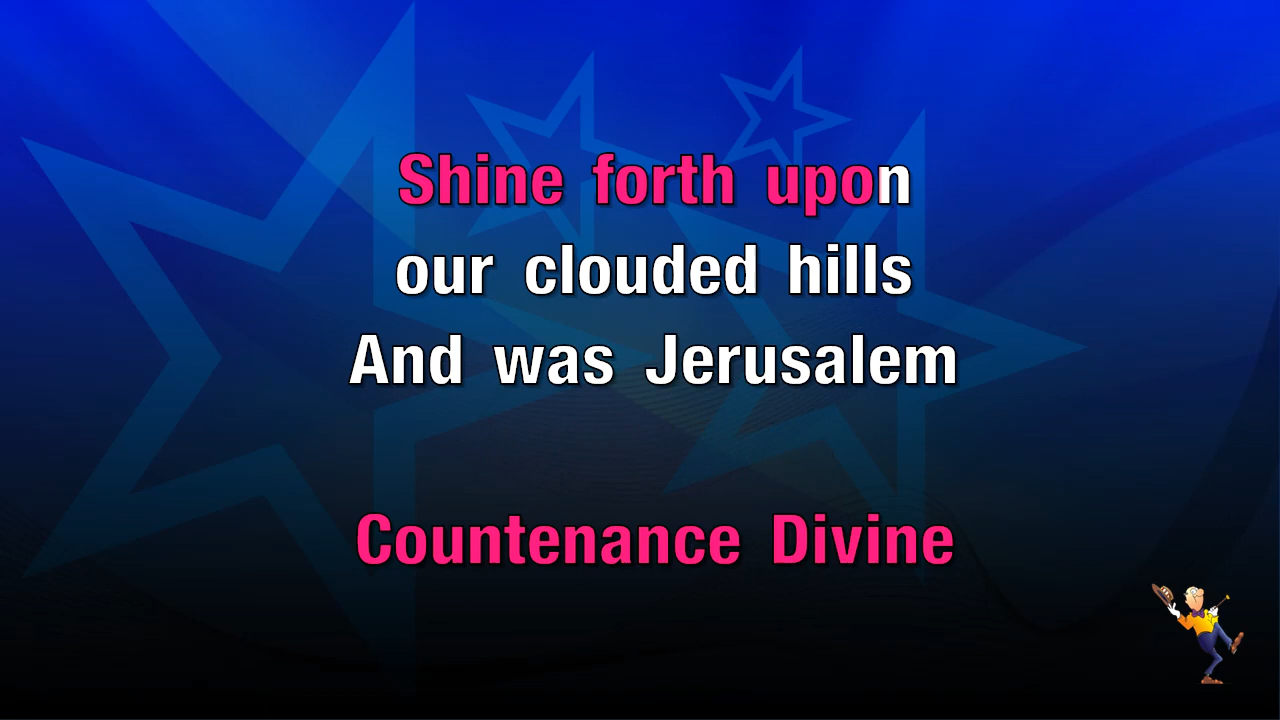 Shine forth upon
our clouded hills
And was Jerusalem
Countenance Divine